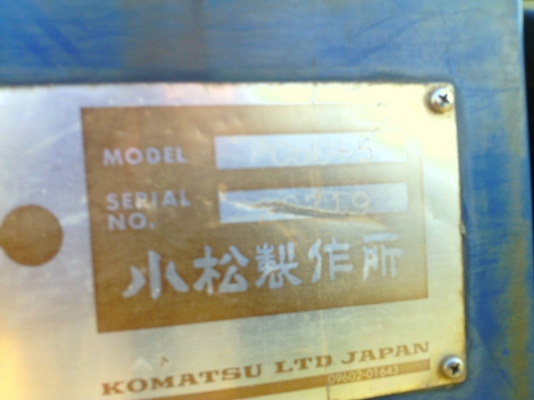 MODEL
SERIAL
NO.
小松製作所
KOMATSU LTD JAPAN
09602-01643